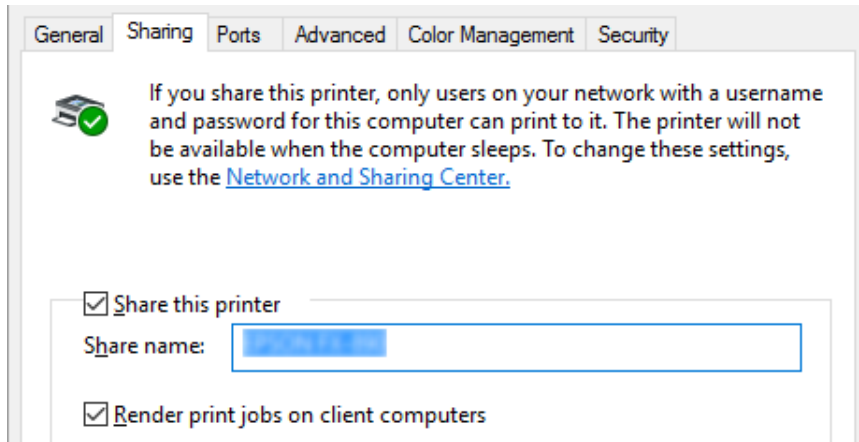 General Sharing Ports Advanced Color Management Security
If you share this printer, only users on your network with a username
and password for this computer can print to it. The printer will not
be available when the computer sleeps. To change these settings,
use the Network and Sharing Center.
Share this printer
Share name:
Render print jobs on client computers